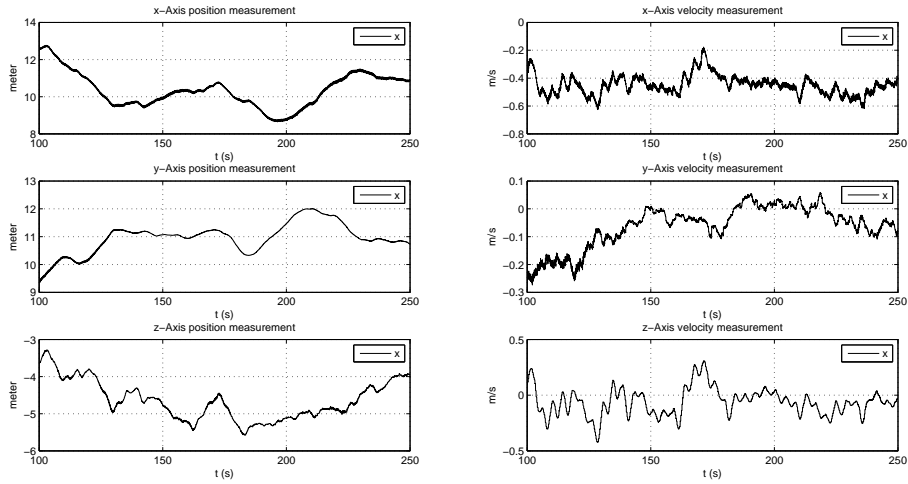 x−Axis position measurement
14
12
10
8
meter
100
150
200
250
t (s)
x
x−Axis velocity measurement
0
−0.2
−0.4
−0.6
−0.8
m/s
100
150
200
250
t (s)
x
y−Axis position measurement
13
12
11
10
9
meter
100
150
200
250
t (s)
x
y−Axis velocity measurement
0.1
0
−0.1
−0.2
−0.3
m/s
100
150
200
250
t (s)
x
z−Axis position measurement
−3
−4
−5
−6
meter
100
150
200
250
t (s)
x
z−Axis velocity measurement
0.5
0
−0.5
m/s
100
150
200
250
t (s)
x